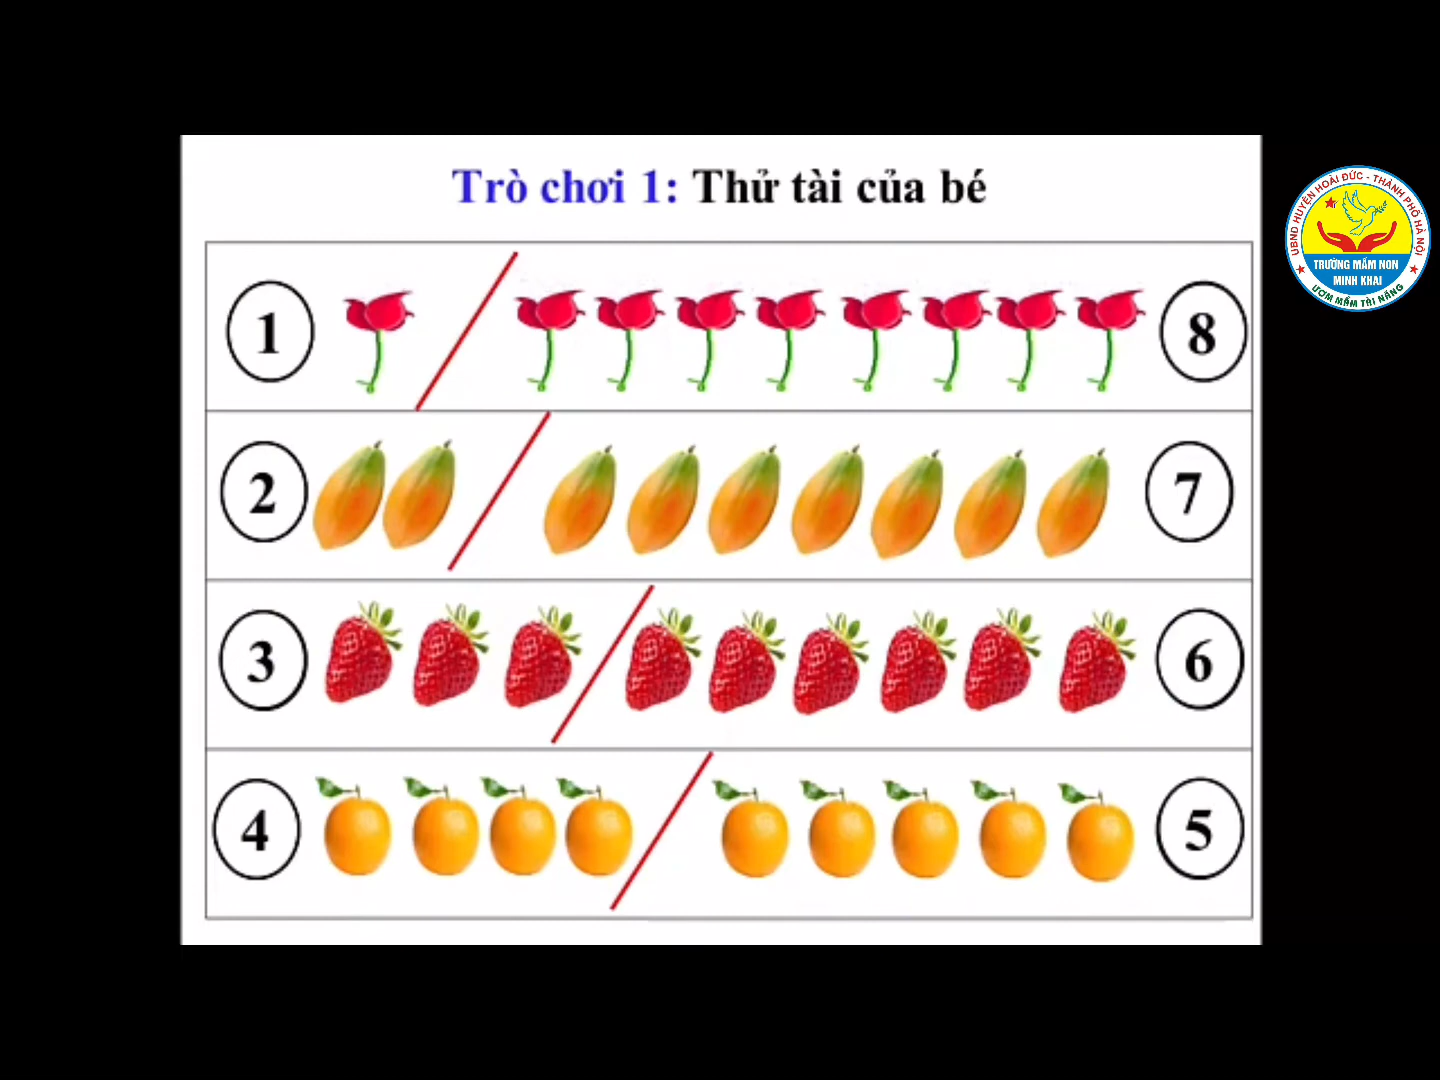 Trò chơi 1: Thử tài của bé
1
8
2
7
3
6
4
5
UBND HUYỆN HOÀI ĐỨC - THÀNH PHỐ HÀ NỘI
TRƯỜNG MẦM NON
MINH KHAI
ƯƠM MẦM TÀI NĂNG